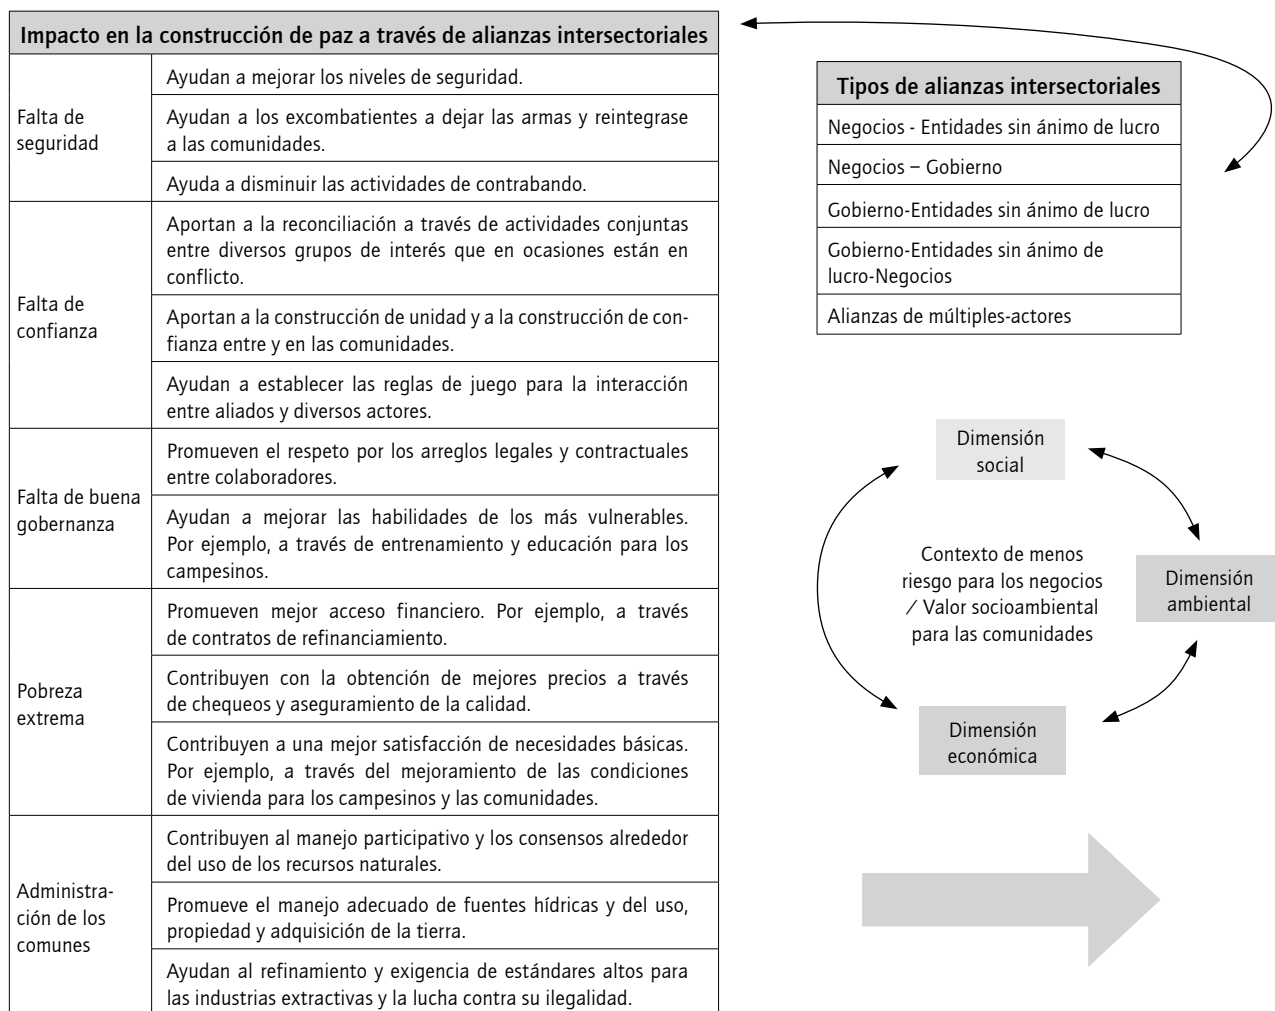 Impacto en la construcción de paz a través de alianzas intersectoriales
Falta de
seguridad
Ayudan a mejorar los niveles de seguridad.
Ayudan a los excombatientes a dejar las armas y reintegrase
a las comunidades.
Ayuda a disminuir las actividades de contrabando.
Falta de
confianza
Aportan a la reconciliación a través de actividades conjuntas
entre diversos grupos de interés que en ocasiones están en
conflicto.
Aportan a la construcción de unidad y a la construcción de con-
fianza entre y en las comunidades.
Ayudan a establecer las reglas de juego para la interacción
entre aliados y diversos actores.
Falta de buena
gobernanza
Promueven el respeto por los arreglos legales y contractuales
entre colaboradores.
Ayudan a mejorar las habilidades de los más vulnerables.
Por ejemplo, a través de entrenamiento y educación para los
campesinos.
Pobreza
extrema
Promueven mejor acceso financiero. Por ejemplo, a través
de contratos de refinanciamiento.
Contribuyen con la obtención de mejores precios a través
de chequeos y aseguramiento de la calidad.
Contribuyen a una mejor satisfacción de necesidades básicas.
Por ejemplo, a través del mejoramiento de las condiciones
de vivienda para los campesinos y las comunidades.
Administra-
ción de los
comunes
Contribuyen al manejo participativo y los consensos alrededor
del uso de los recursos naturales.
Promueve el manejo adecuado de fuentes hídricas y del uso,
propiedad y adquisición de la tierra.
Ayudan al refinamiento y exigencia de estándares altos para
las industrias extractivas y la lucha contra su ilegalidad.
Tipos de alianzas intersectoriales
Negocios - Entidades sin ánimo de lucro
Negocios – Gobierno
Gobierno-Entidades sin ánimo de lucro
Gobierno-Entidades sin ánimo de
lucro-Negocios
Alianzas de múltiples-actores
Dimensión
social
Contexto de menos
riesgo para los negocios
/ Valor socioambiental
para las comunidades
Dimensión
ambiental
Dimensión
económica